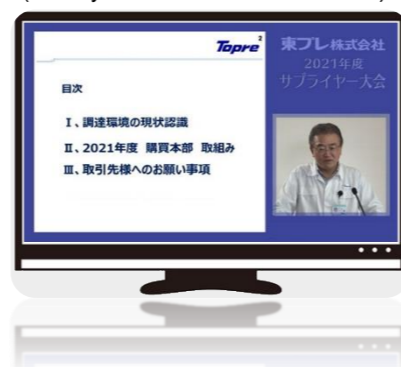 Topre
2
目次
Ⅰ、調達環境の現状認識
Ⅱ、2021年度 購買本部 取組み
Ⅲ、取引先様へのお願い事項
東プレ株式会社
2021年度
サプライヤー大会